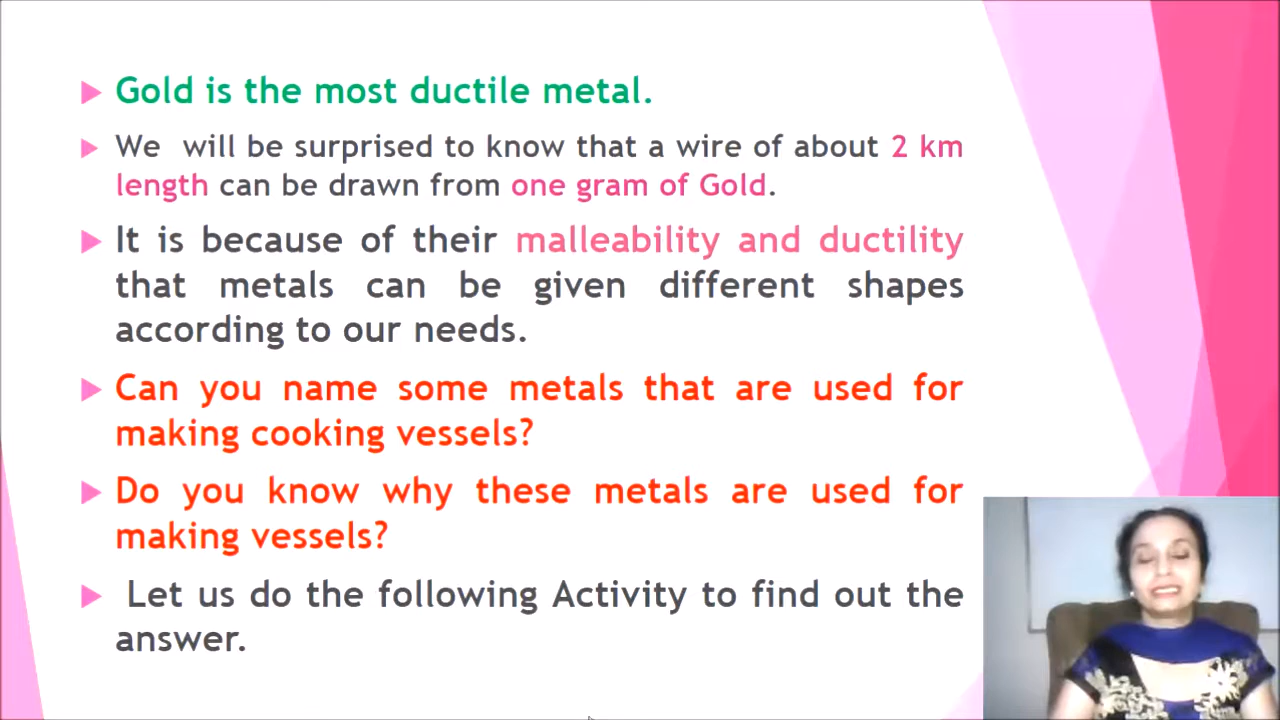 Gold is the most ductile metal.
We will be surprised to know that a wire of about 2 km
length can be drawn from one gram of Gold.
It is because of their malleability and ductility
that metals can be given different shapes
according to our needs.
Can you name some metals that are used for
making cooking vessels?
Do you know why these metals are used for
making vessels?
Let us do the following Activity to find out the
answer.